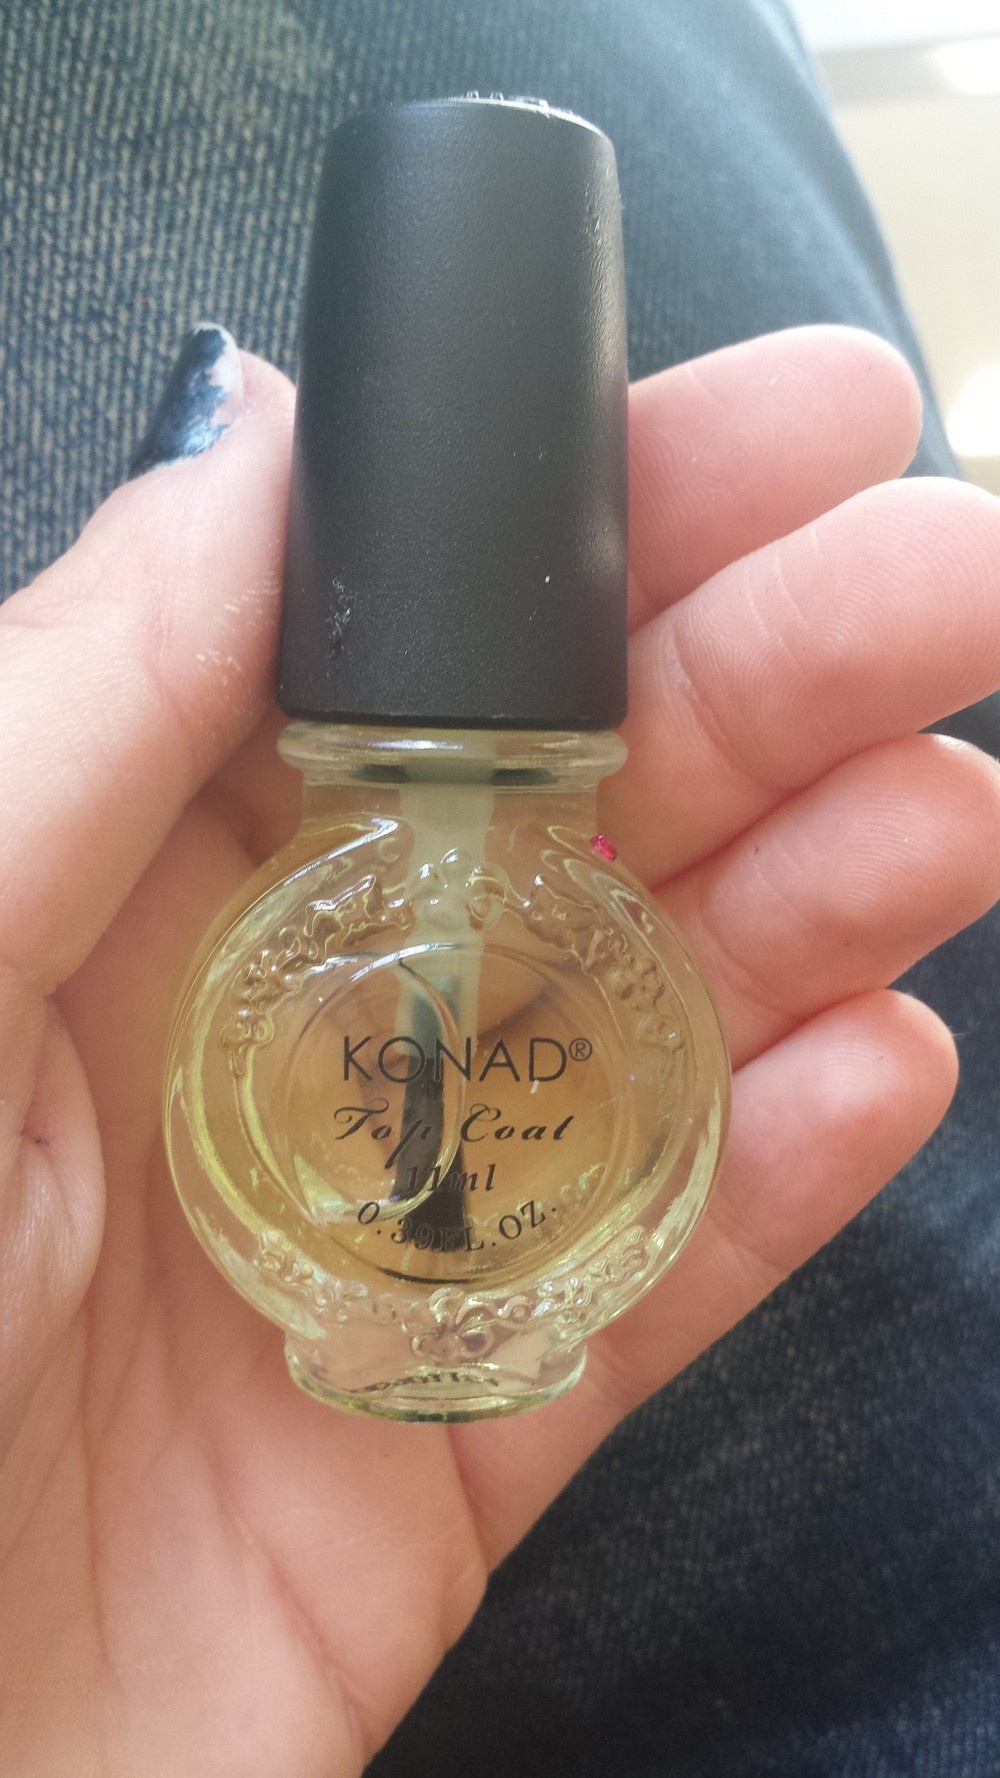 KONAD®
Top Coat
11ml
0.39FL.OZ.